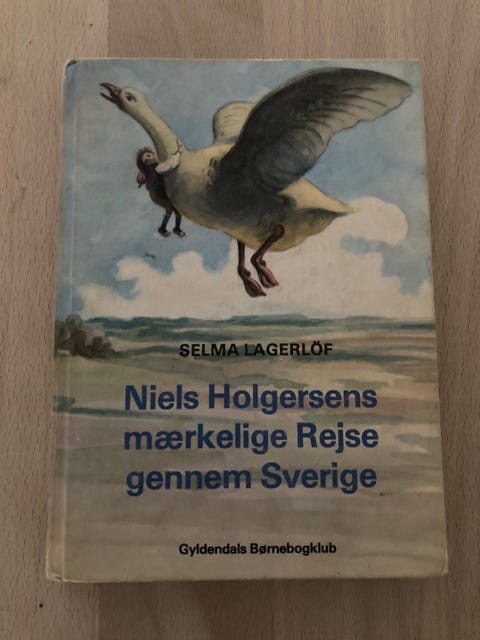 SELMA LAGERLÖF
Niels Holgersens
mærkelige Rejse
gennem Sverige
Gyldendals Børnebogklub